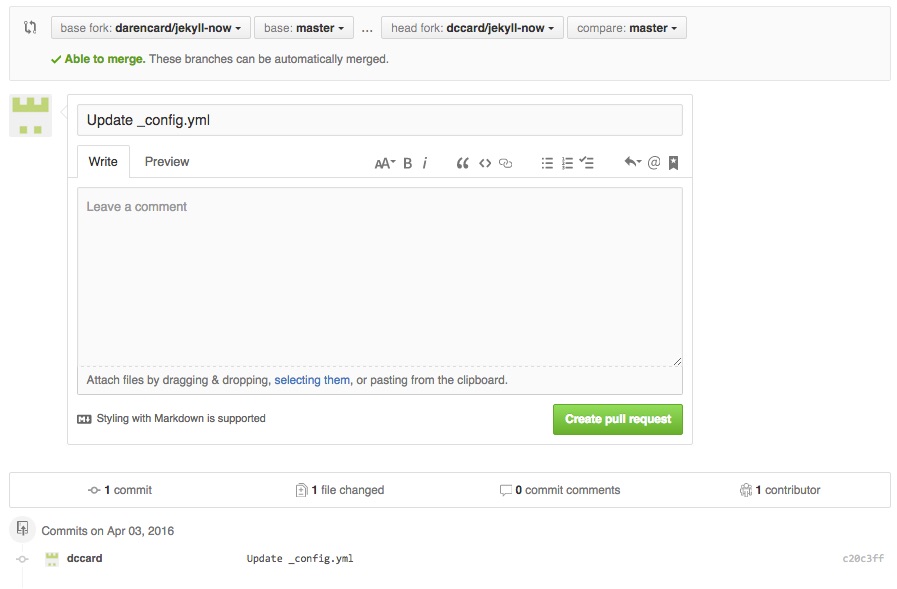 base fork: darencard/jekyll-now base: master ... head fork: dccard/jekyll-now compare: master
Able to merge. These branches can be automatically merged.
Update _config.yml
Write Preview AA B i @
Leave a comment
Attach files by dragging & dropping, selecting them, or pasting from the clipboard.
Styling with Markdown is supported Create pull request
1 commit 1 file changed 0 commit comments 1 contributor
Commits on Apr 03, 2016
dccard Update _config.yml c20c3ff